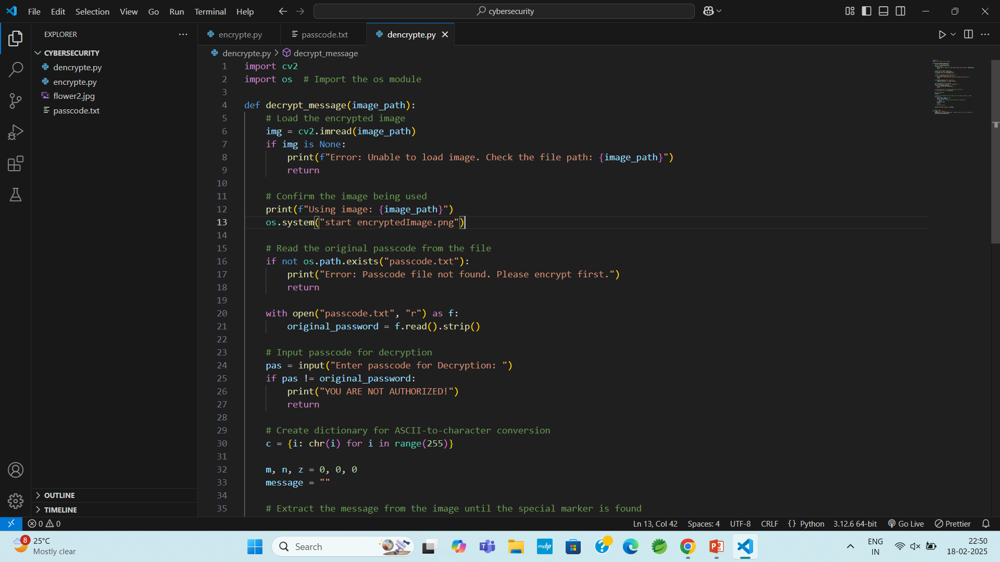 File Edit Selection View Go Run Terminal Help
cybersecurity
EXPLORER
CYBERSECURITY
dencrypte.py
encrypte.py
flower2.jpg
passcode.txt
OUTLINE
TIMELINE
encrypte.py passcode.txt dencrypte.py
dencrypte.py > decrypt_message
1 import cv2
2 import os  # Import the os module
3
4 def decrypt_message(image_path):
5     # Load the encrypted image
6     img = cv2.imread(image_path)
7     if img is None:
8         print(f"Error: Unable to load image. Check the file path: {image_path}")
9         return
10
11     # Confirm the image being used
12     print(f"Using image: {image_path}")
13     os.system("start encryptedImage.png")
14
15     # Read the original passcode from the file
16     if not os.path.exists("passcode.txt"):
17         print("Error: Passcode file not found. Please encrypt first.")
18         return
19
20     with open("passcode.txt", "r") as f:
21         original_password = f.read().strip()
22
23     # Input passcode for decryption
24     pas = input("Enter passcode for Decryption: ")
25     if pas != original_password:
26         print("YOU ARE NOT AUTHORIZED!")
27         return
28
29     # Create dictionary for ASCII-to-character conversion
30     c = {i: chr(i) for i in range(255)}
31
32     m, n, z = 0, 0, 0
33     message = ""
34
35     # Extract the message from the image until the special marker is found
0 0
Ln 13, Col 42 Spaces: 4 UTF-8 CRLF {} Python 3.12.6 64-bit Go Live Prettier
8
25°C
Mostly clear
Search
myhp
ENG
IN
22:50
18-02-2025